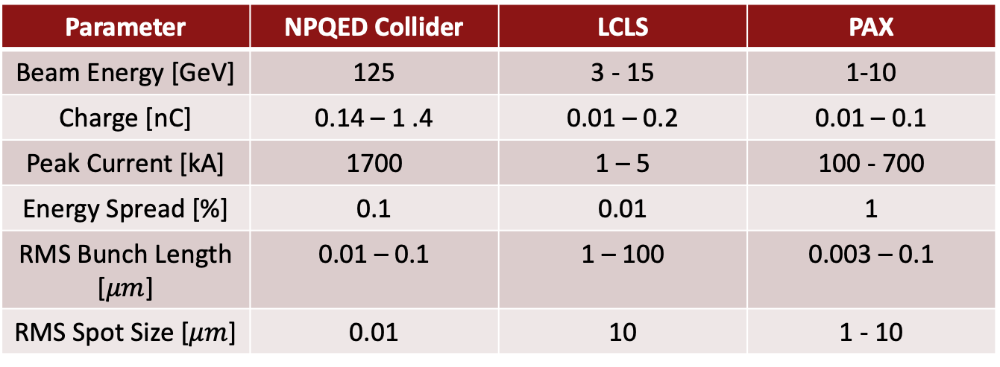 Parameter NPQED Collider LCLS PAX
Beam Energy [GeV] 125 3 - 15 1-10
Charge [nC] 0.14 – 1 .4 0.01 – 0.2 0.01 – 0.1
Peak Current [kA] 1700 1 – 5 100 - 700
Energy Spread [%] 0.1 0.01 1
RMS Bunch Length 0.01 – 0.1 1 – 100 0.003 – 0.1
[μm]
RMS Spot Size [μm] 0.01 10 1 - 10